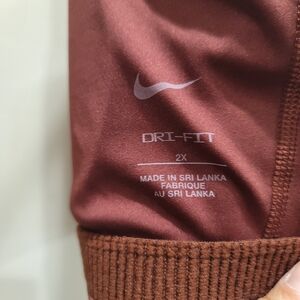 DRI-FIT
2X
MADE IN SRI LANKA
FABRIQUE
AU SRI LANKA